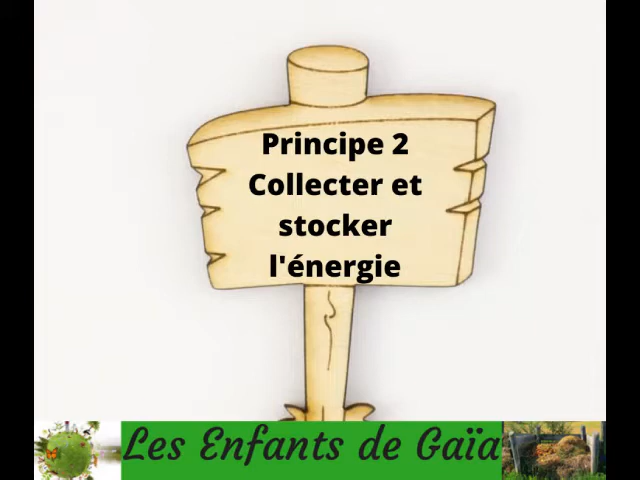 Principe 2
Collecter et
stocker
l'énergie
Les Enfants de Gaïa